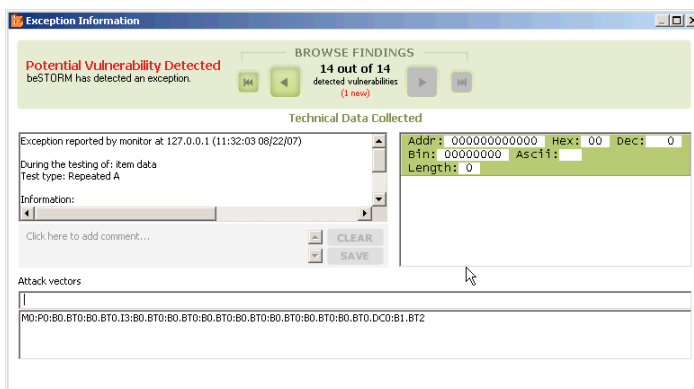 Exception Information
Potential Vulnerability Detected
beSTORM has detected an exception.
BROWSE FINDINGS
14 out of 14
detected vulnerabilities
(1 new)
Technical Data Collected
Exception reported by monitor at 127.0.0.1 (11:32:03 08/22/07)
During the testing of: item data
Test type: Repeated A
Information:
Addr: 000000000000 Hex: 00 Dec: 0
Bin: 00000000 Ascii:
Length: 0
Click here to add comment...
CLEAR
SAVE
Attack vectors
M0:P0:B0.BT0:B0.BT0.I3:B0.BT0:B0.BT0:B0.BT0:B0.BT0:B0.BT0:B0.BT0:B0.BT0.DC0:B1.BT2